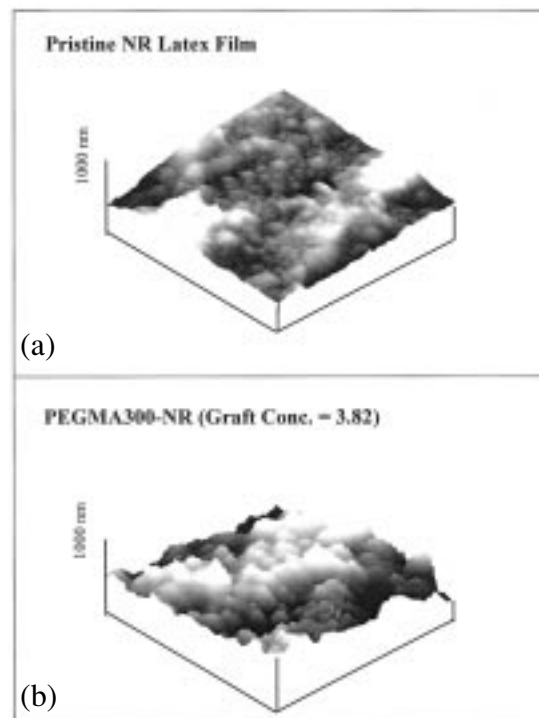 Pristine NR Latex Film
1000 nm
(a)
PEGMA300-NR (Graft Conc. = 3.82)
1000 nm
(b)